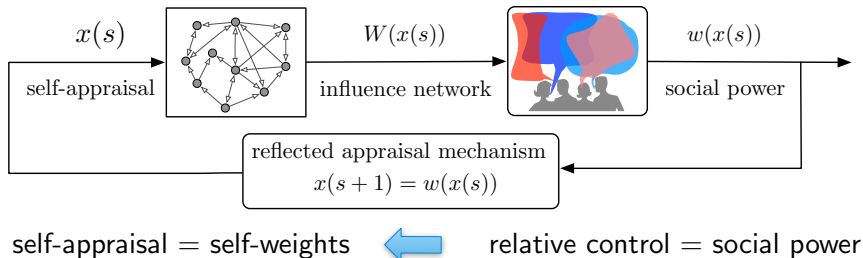 x(s)
W(x(s))
w(x(s))
self-appraisal
influence network
social power
reflected appraisal mechanism
x(s + 1) = w(x(s))
self-appraisal = self-weights
relative control = social power